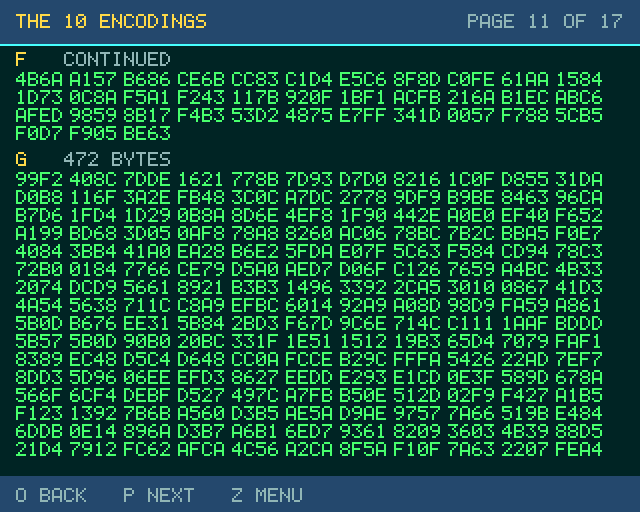 THE 10 ENCODINGS PAGE 11 OF 17
F CONTINUED
4B6A A157 B686 CE6B CC83 C1D4 E5C6 8F8D C0FE 61AA 1584
1D73 0C8A F5A1 F243 117B 920F 1BF1 ACFB 216A B1EC ABC6
AFED 9859 8B17 F4B3 53D2 4875 E7FF 341D 0057 F788 5CB5
F0D7 F905 BE63
G 472 BYTES
99F2 408C 7DDE 1621 778B 7D93 D7D0 8216 1C0F D855 31DA
D0B8 116F 3A2E FB48 3C0C A7DC 2778 9DF9 B9BE 8463 96CA
B7D6 1FD4 1D29 0B8A 8D6E 4EF8 1F90 442E A0E0 EF40 F652
A199 BD68 3D05 0AF8 78A8 8260 AC06 78BC 7B2C BBA5 F0E7
4084 3BB4 41A0 EA28 B6E2 5FDA E07F 5C63 F584 CD94 78C3
72B0 0184 7766 CE79 D5A0 AED7 D06F C126 7659 A4BC 4B33
2074 DCD9 5661 8921 B3B3 1496 3392 2CA5 3010 0867 41D3
4A54 5638 711C C8A9 EFBC 6014 92A9 A08D 98D9 FA59 A861
5B0D B676 EE31 5B84 2BD3 F67D 9C6E 714C C111 1AAF BDDD
5B57 5B0D 90B0 20BC 331F 1E51 1512 19B3 65D4 7079 FAF1
8389 EC48 D5C4 D648 CC0A FCCE B29C FFFA 5426 22AD 7EF7
8DD3 5D96 06EE EFD3 8627 EEDD E293 E1CD 0E3F 589D 678A
566F 6CF4 DEBF D527 497C A7FB B50E 512D 02F9 F427 A1B5
F123 1392 7B6B A560 D3B5 AE5A D9AE 9757 7A66 519B E484
6DDB 0E14 896A D3B7 A6B1 6ED7 9361 8209 3603 4B39 88D5
21D4 7912 FC62 AFCA 4C56 A2CA 8F5A F10F 7A63 2207 FEA4
O BACK P NEXT Z MENU